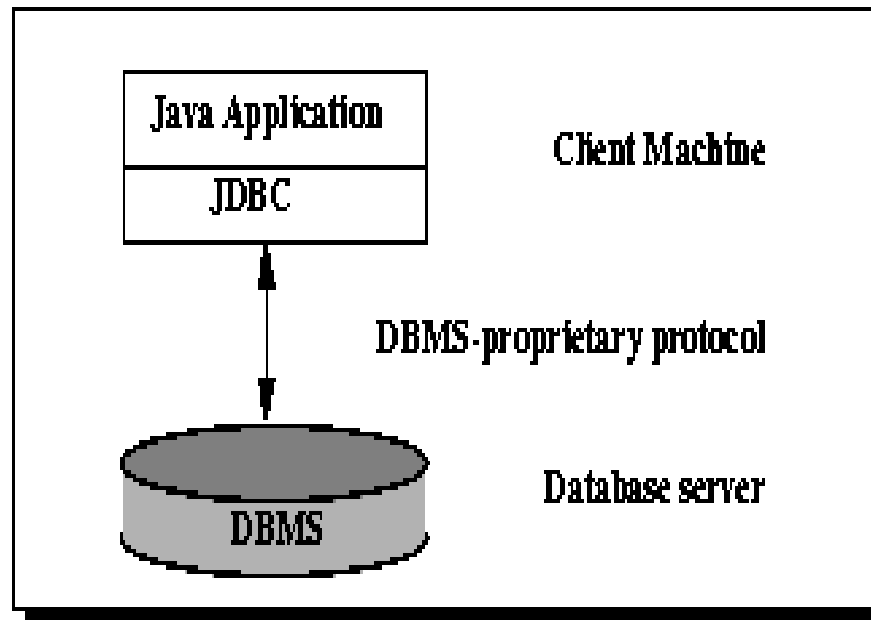 Java Application
Client Machine
JDBC
DBMS-proprietary protocol
Database server
DBMS